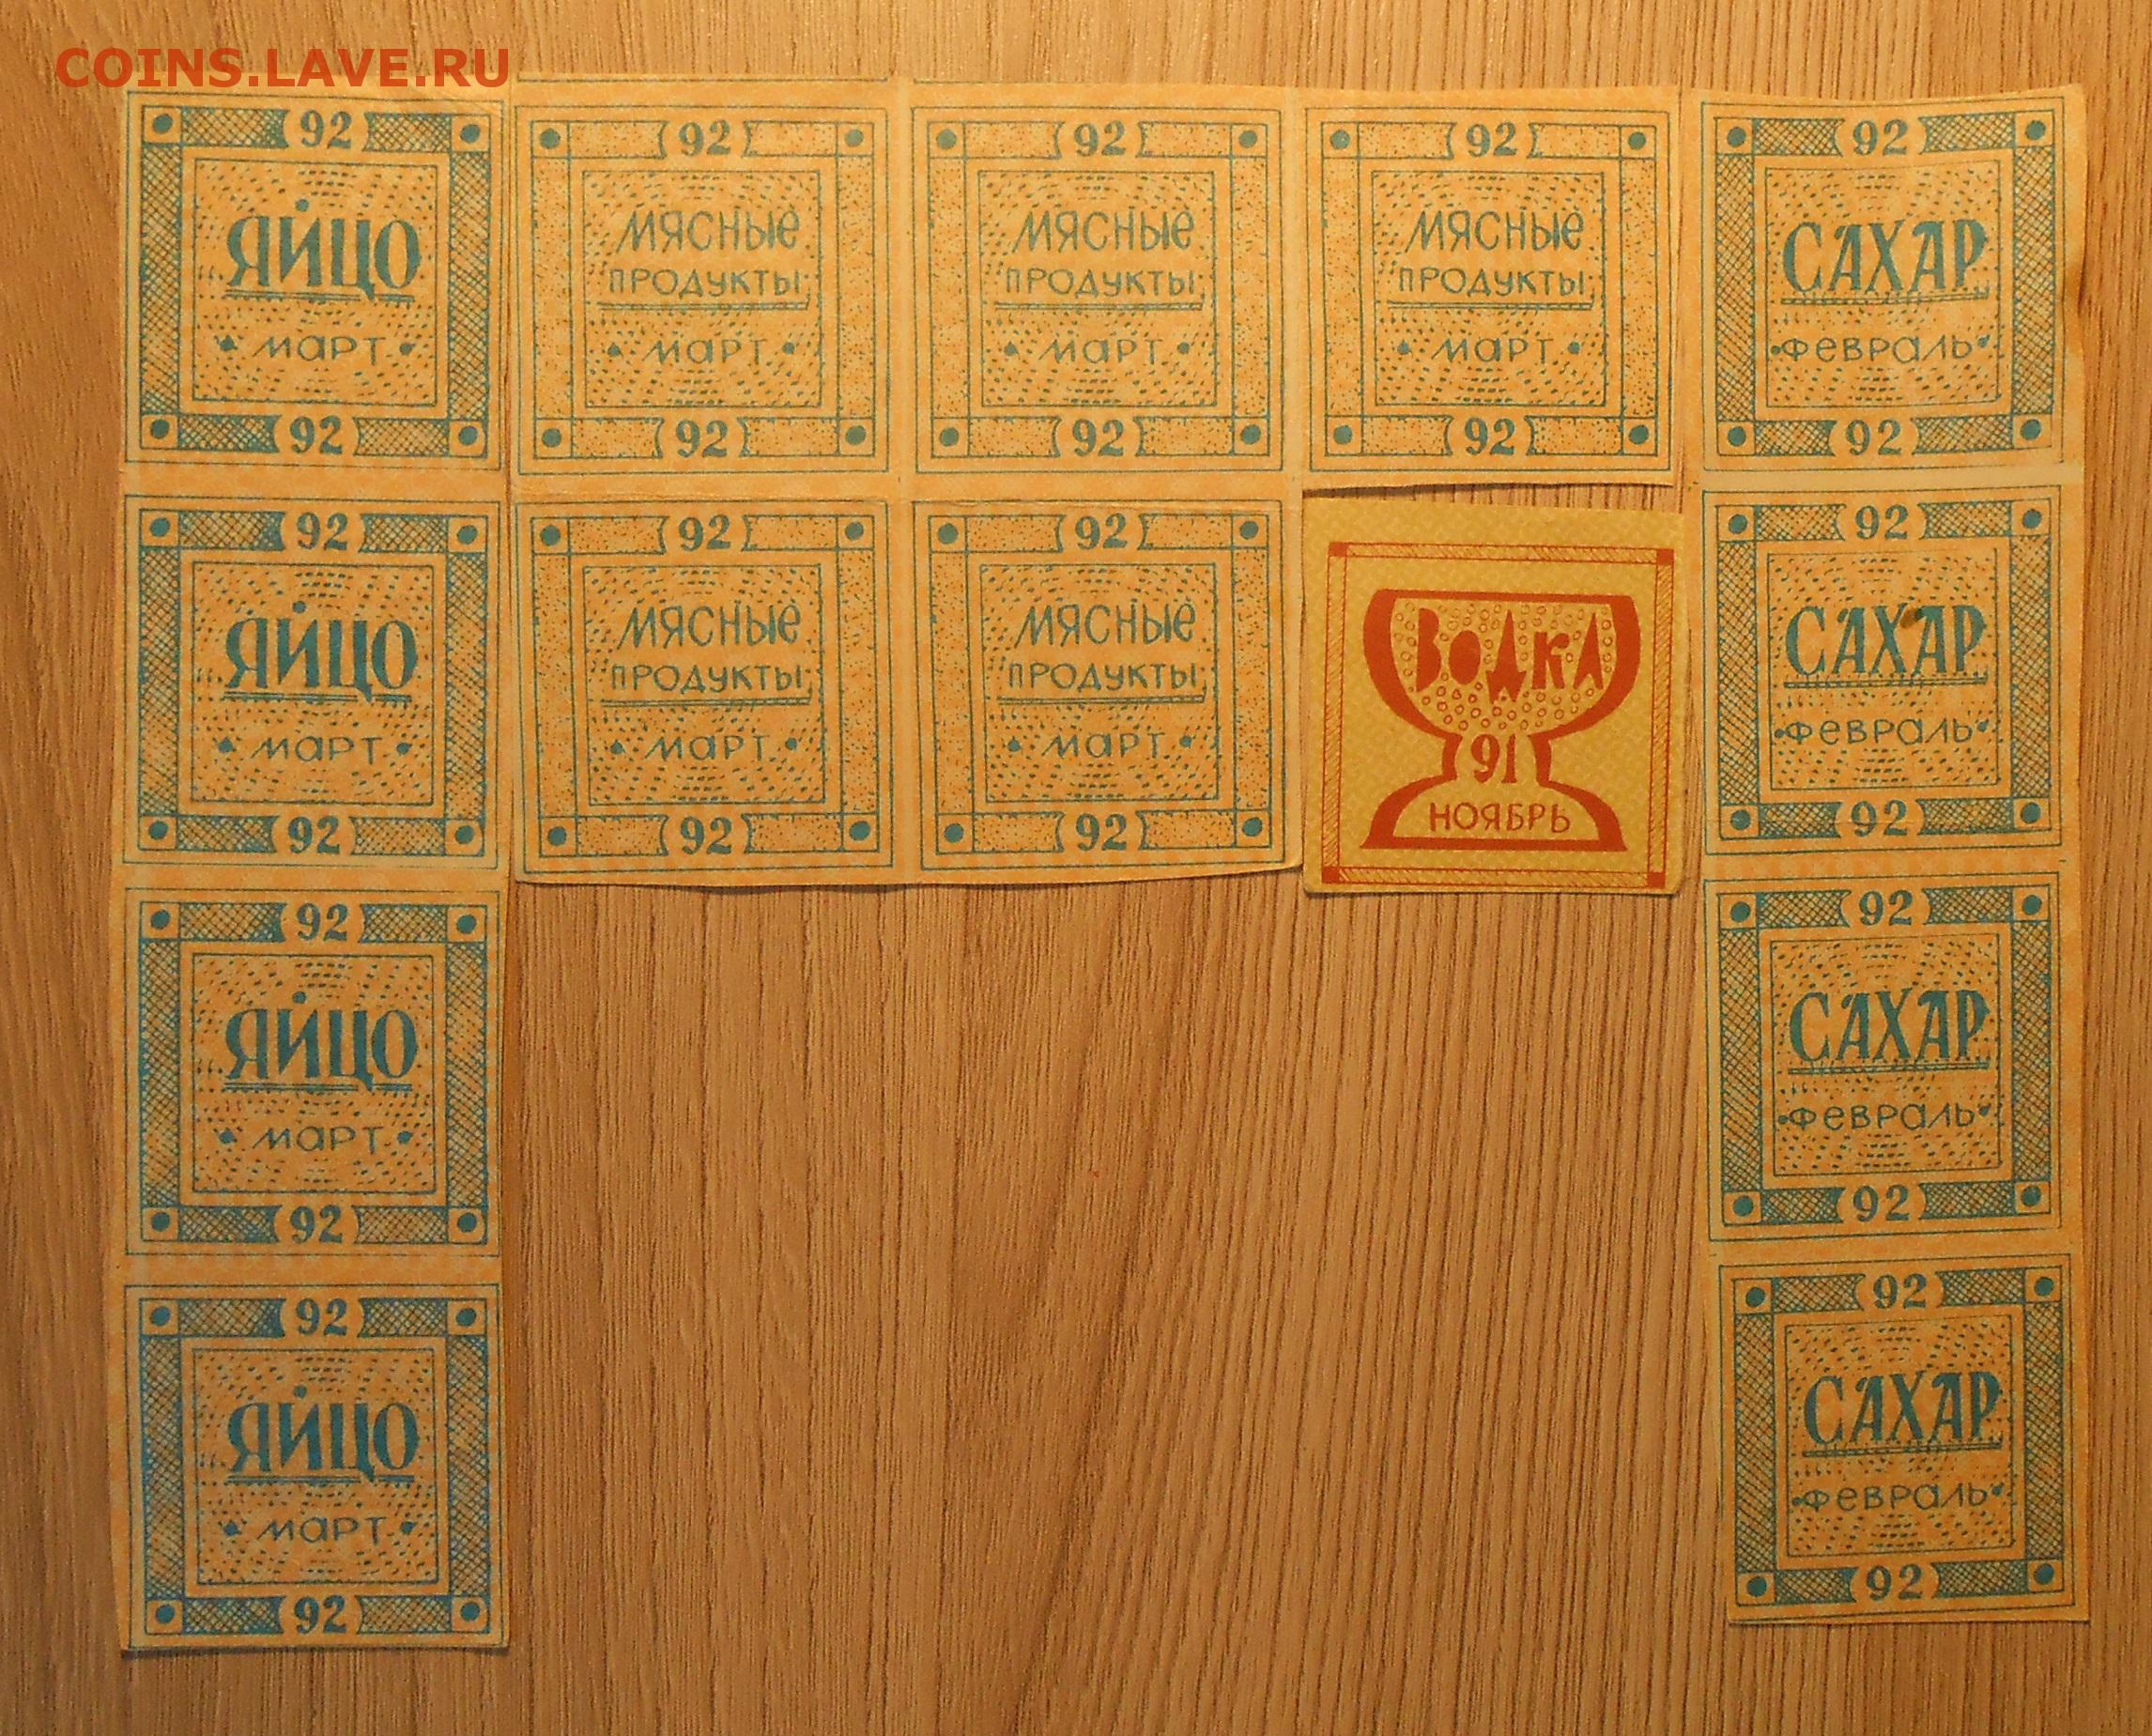 COINS.LAVE.RU
92
ЯЙЦО
МАРТ
92
92
МЯСНЫЕ
ПРОДУКТЫ
МАРТ
92
92
МЯСНЫЕ
ПРОДУКТЫ
МАРТ
92
92
МЯСНЫЕ
ПРОДУКТЫ
МАРТ
92
92
САХАР
ФЕВРАЛЬ
92
92
ЯЙЦО
МАРТ
92
92
МЯСНЫЕ
ПРОДУКТЫ
МАРТ
92
92
МЯСНЫЕ
ПРОДУКТЫ
МАРТ
92
ВОДКА
91
НОЯБРЬ
92
САХАР
ФЕВРАЛЬ
92
92
ЯЙЦО
МАРТ
92
92
САХАР
ФЕВРАЛЬ
92
92
ЯЙЦО
МАРТ
92
92
САХАР
ФЕВРАЛЬ
92